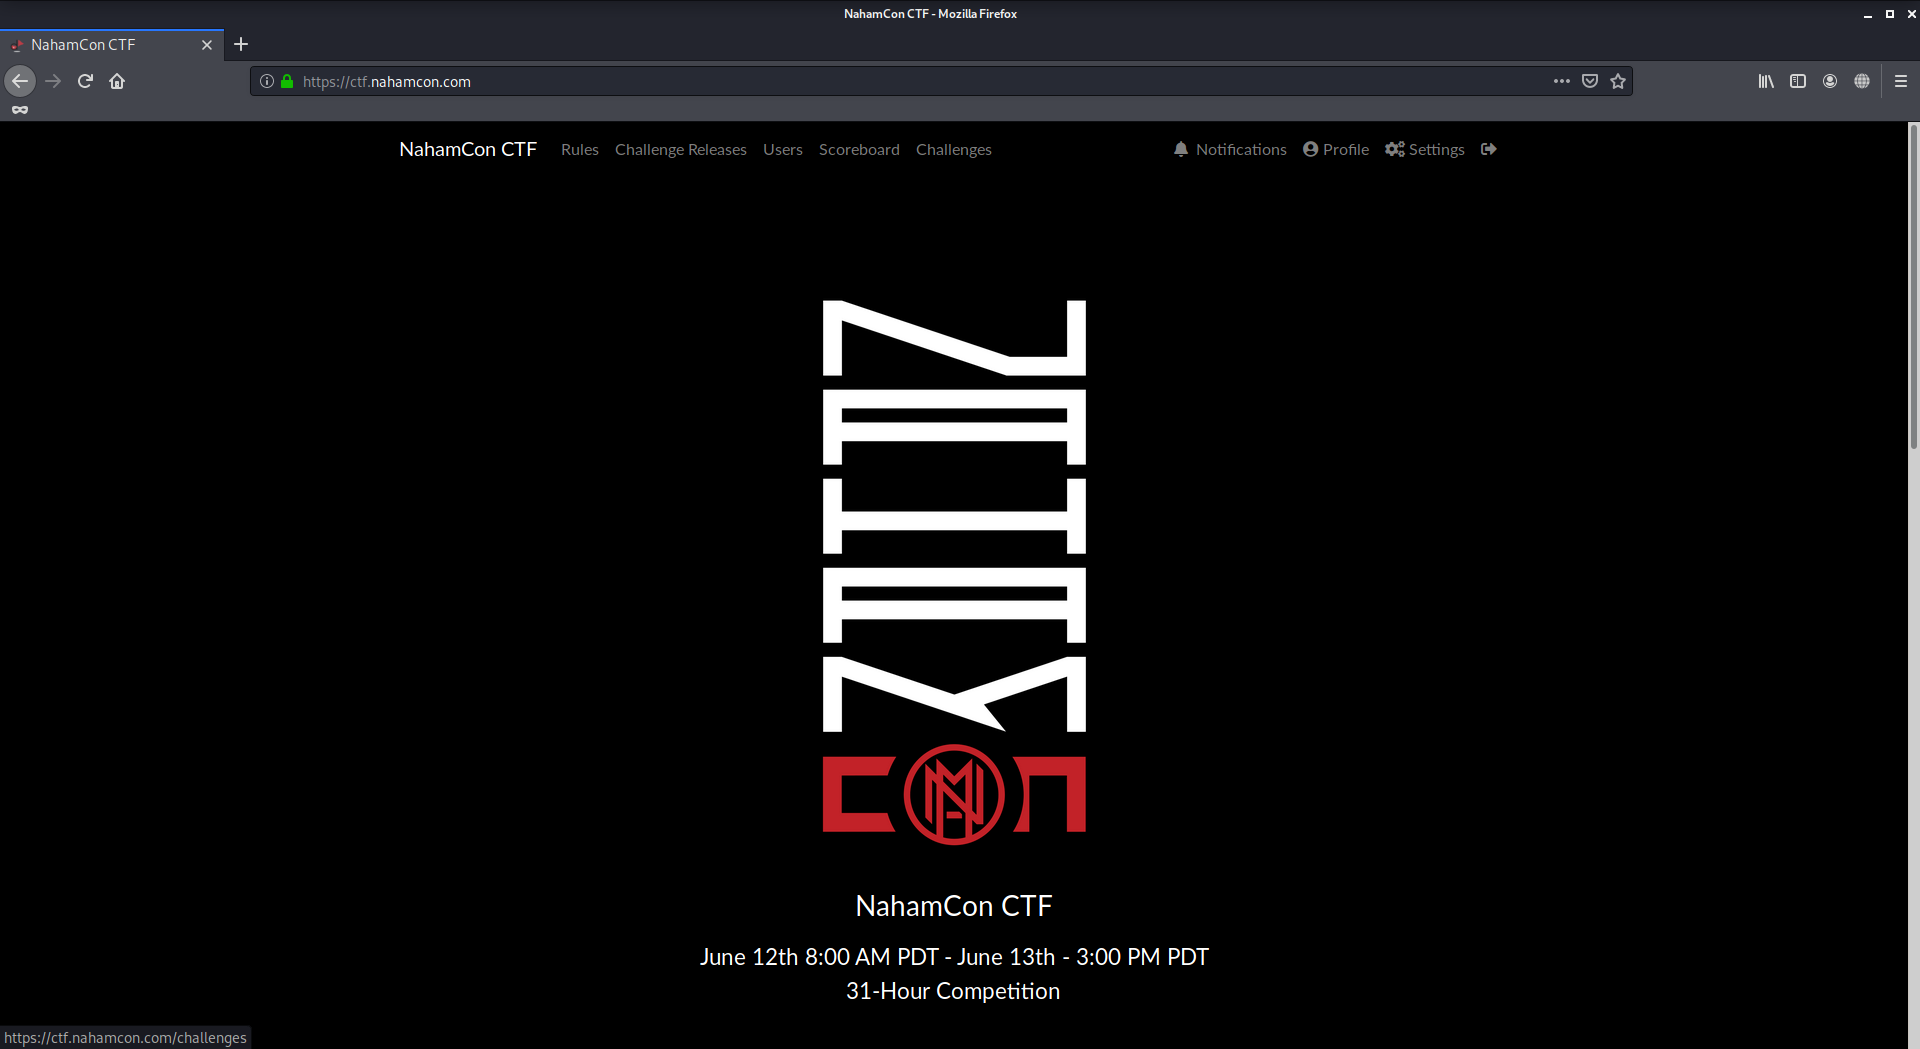 NahamCon CTF - Mozilla Firefox
NahamCon CTF
https://ctf.nahamcon.com
NahamCon CTF Rules Challenge Releases Users Scoreboard Challenges Notifications Profile Settings
NAHAM
CON
NahamCon CTF
June 12th 8:00 AM PDT - June 13th - 3:00 PM PDT
31-Hour Competition
https://ctf.nahamcon.com/challenges